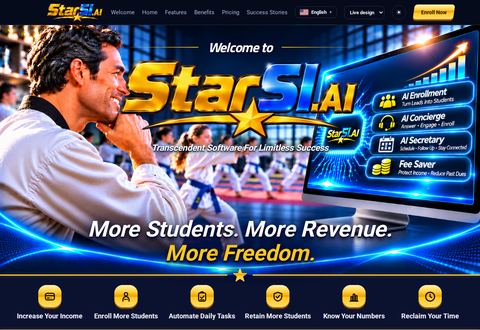 StarSI.AI
Welcome
Home
Features
Benefits
Pricing
Success Stories
English
Live design
Enroll Now
Welcome to
StarSI.AI
Transcendent Software For Limitless Success
AI Enrollment
Turn Leads into Students
AI Concierge
Answer • Engage • Enroll
AI Secretary
Schedule • Follow Up • Stay Connected
Fee Saver
Protect Income • Reduce Past Dues
StarSI.AI
More Students. More Revenue.
More Freedom.
Increase Your Income
Enroll More Students
Automate Daily Tasks
Retain More Students
Know Your Numbers
Reclaim Your Time